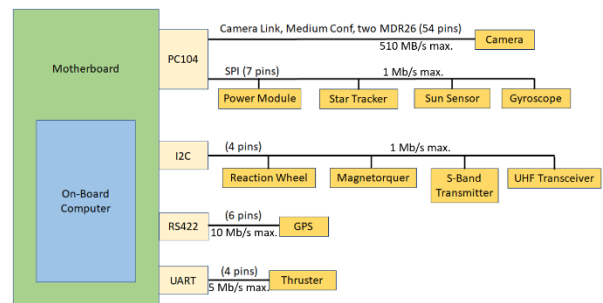 Camera Link, Medium Conf, two MDR26 (54 pins)
Camera
510 MB/s max.
PC104
Motherboard
SPI (7 pins)
1 Mb/s max.
Power Module
Star Tracker
Sun Sensor
Gyroscope
I2C
(4 pins)
1 Mb/s max.
Reaction Wheel
Magnetorquer
S-Band
Transmitter
UHF Transceiver
On-Board
Computer
RS422
(6 pins)
10 Mb/s max.
GPS
UART
(4 pins)
5 Mb/s max.
Thruster